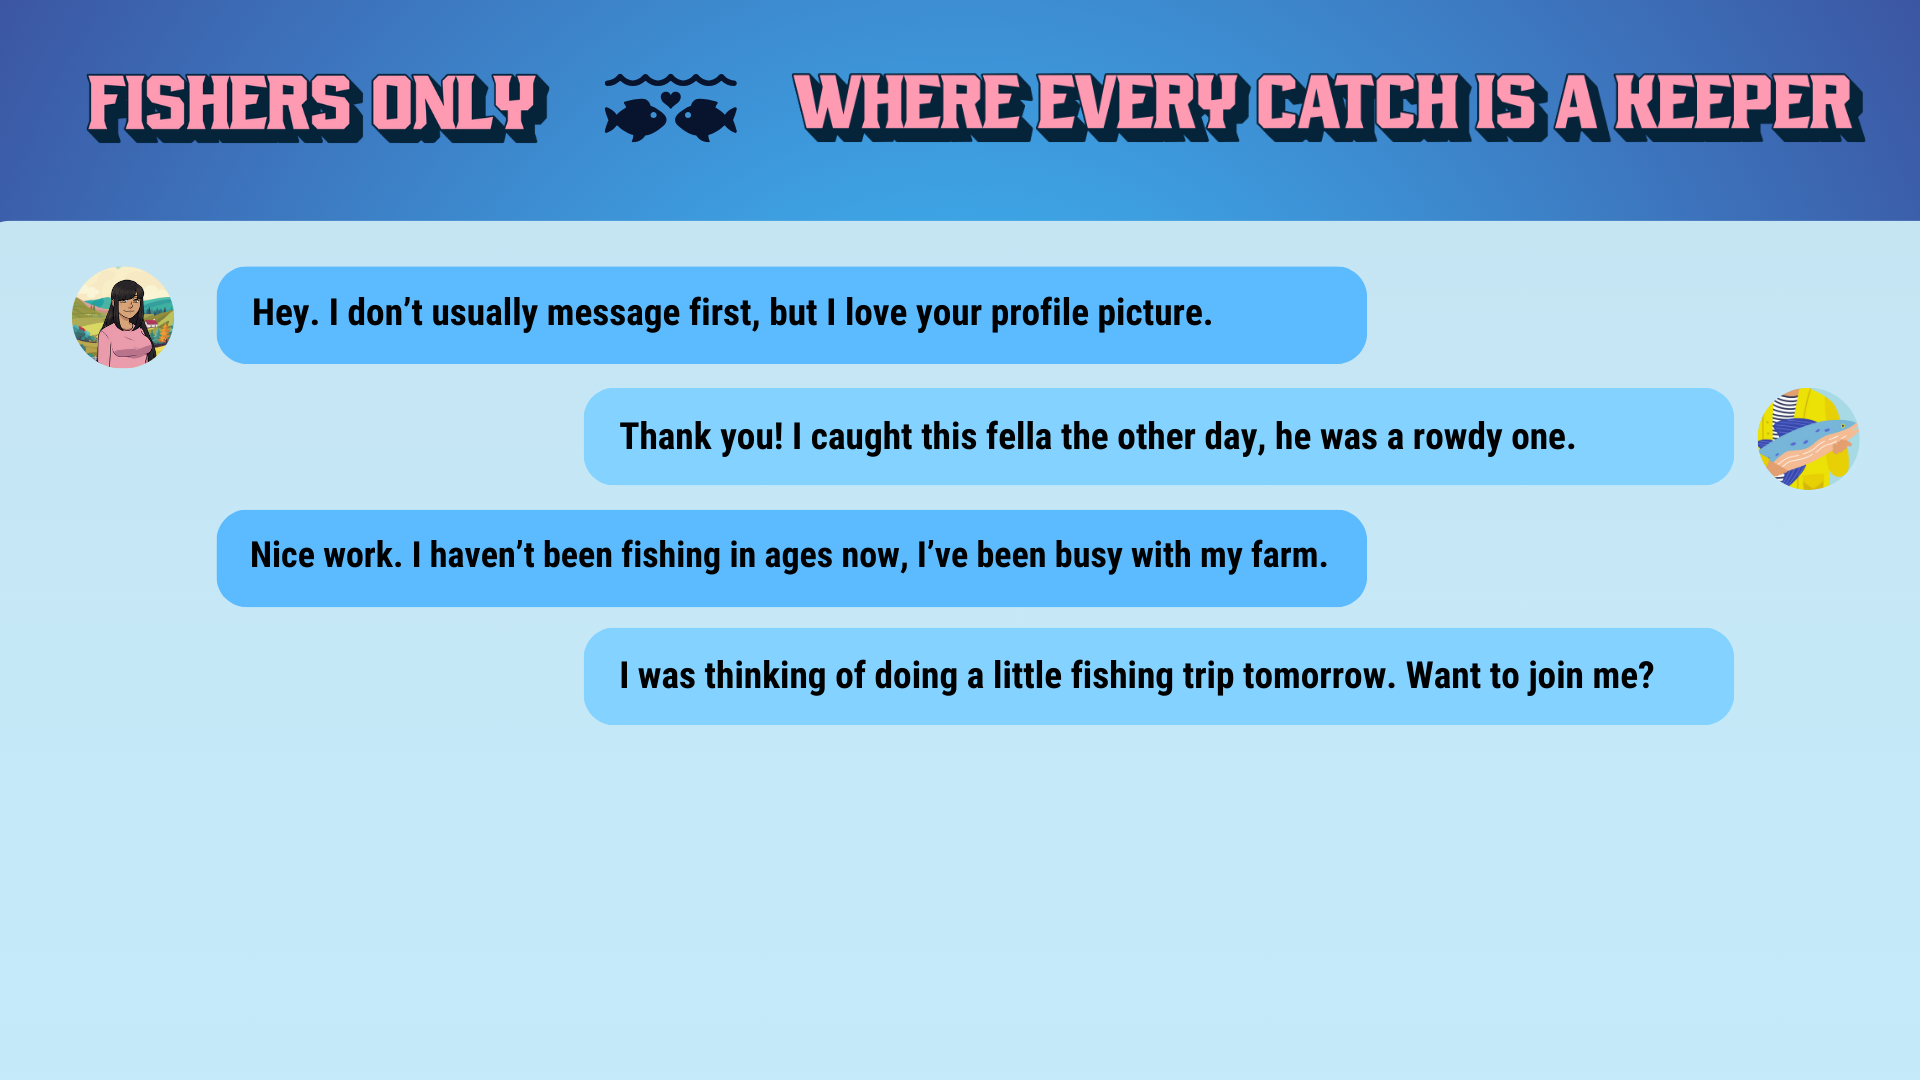 FISHERS ONLY WHERE EVERY CATCH IS A KEEPER
Hey. I don’t usually message first, but I love your profile picture.
Thank you! I caught this fella the other day, he was a rowdy one.
Nice work. I haven’t been fishing in ages now, I’ve been busy with my farm.
I was thinking of doing a little fishing trip tomorrow. Want to join me?